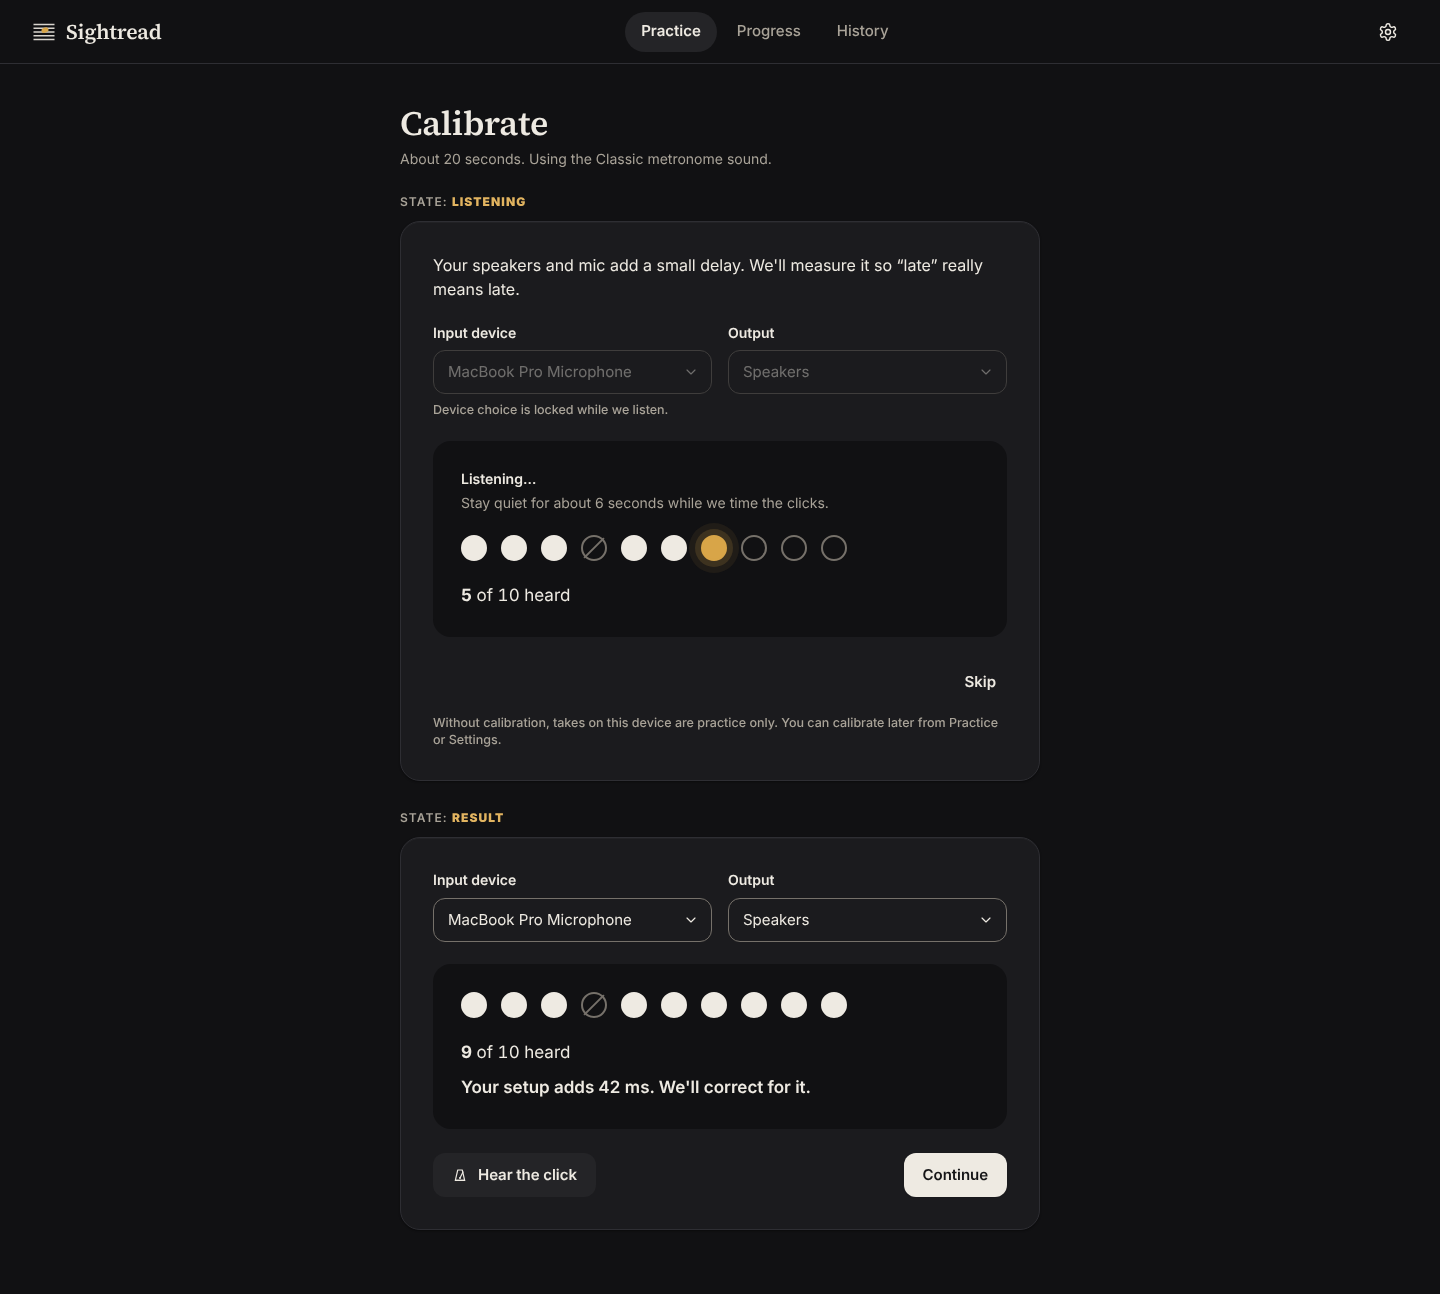 Sightread
Practice
Progress
History
Calibrate
About 20 seconds. Using the Classic metronome sound.
STATE: LISTENING
Your speakers and mic add a small delay. We'll measure it so “late” really
means late.
Input device
Output
MacBook Pro Microphone
Speakers
Device choice is locked while we listen.
Listening…
Stay quiet for about 6 seconds while we time the clicks.
5 of 10 heard
Skip
Without calibration, takes on this device are practice only. You can calibrate later from Practice
or Settings.
STATE: RESULT
Input device
Output
MacBook Pro Microphone
Speakers
9 of 10 heard
Your setup adds 42 ms. We'll correct for it.
Hear the click
Continue